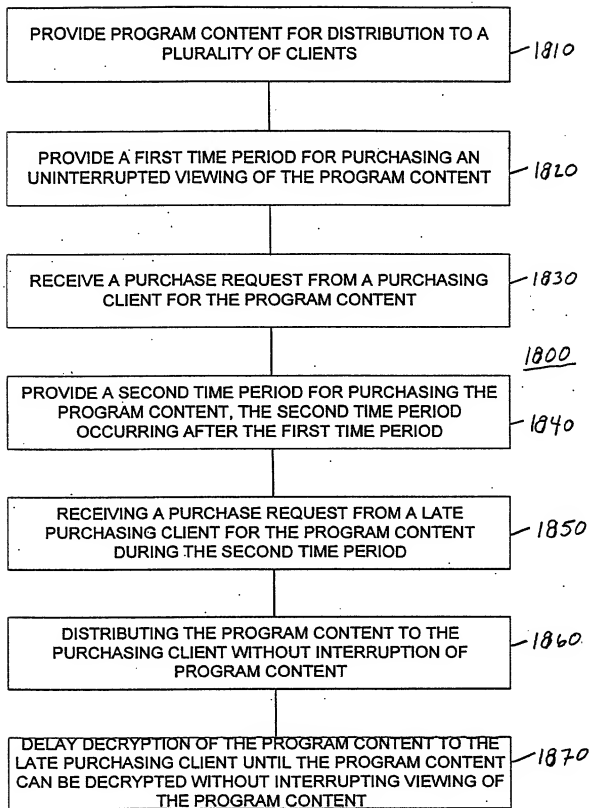 PROVIDE PROGRAM CONTENT FOR DISTRIBUTION TO A
PLURALITY OF CLIENTS
1810
PROVIDE A FIRST TIME PERIOD FOR PURCHASING AN
UNINTERRUPTED VIEWING OF THE PROGRAM CONTENT
1820
RECEIVE A PURCHASE REQUEST FROM A PURCHASING
CLIENT FOR THE PROGRAM CONTENT
1830
1800
PROVIDE A SECOND TIME PERIOD FOR PURCHASING THE
PROGRAM CONTENT, THE SECOND TIME PERIOD
OCCURRING AFTER THE FIRST TIME PERIOD
1840
RECEIVING A PURCHASE REQUEST FROM A LATE
PURCHASING CLIENT FOR THE PROGRAM CONTENT
DURING THE SECOND TIME PERIOD
1850
DISTRIBUTING THE PROGRAM CONTENT TO THE
PURCHASING CLIENT WITHOUT INTERRUPTION OF
PROGRAM CONTENT
1860
DELAY DECRYPTION OF THE PROGRAM CONTENT TO THE
LATE PURCHASING CLIENT UNTIL THE PROGRAM CONTENT
CAN BE DECRYPTED WITHOUT INTERRUPTING VIEWING OF
THE PROGRAM CONTENT
1870